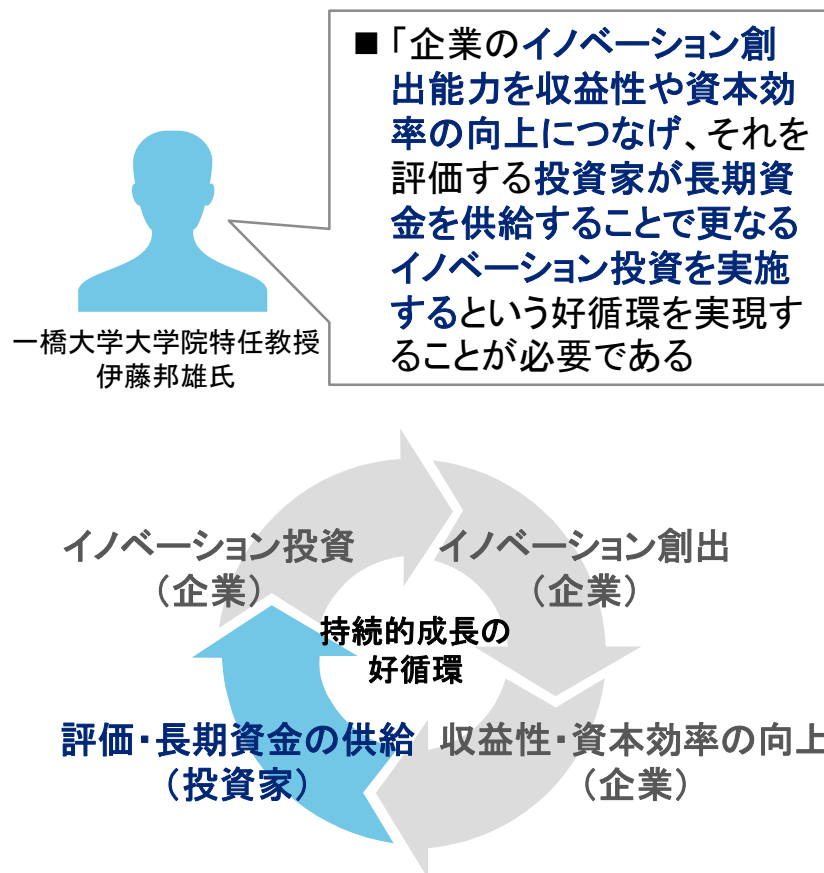 ■「企業のイノベーション創
出能力を収益性や資本効
率の向上につなげ、それを
評価する投資家が長期資
金を供給することで更なる
イノベーション投資を実施
するという好循環を実現す
ることが必要である
一橋大学大学院特任教授
伊藤邦雄氏
イノベーション投資
（企業）
イノベーション創出
（企業）
持続的成長の
好循環
評価・長期資金の供給
（投資家）
収益性・資本効率の向上
（企業）